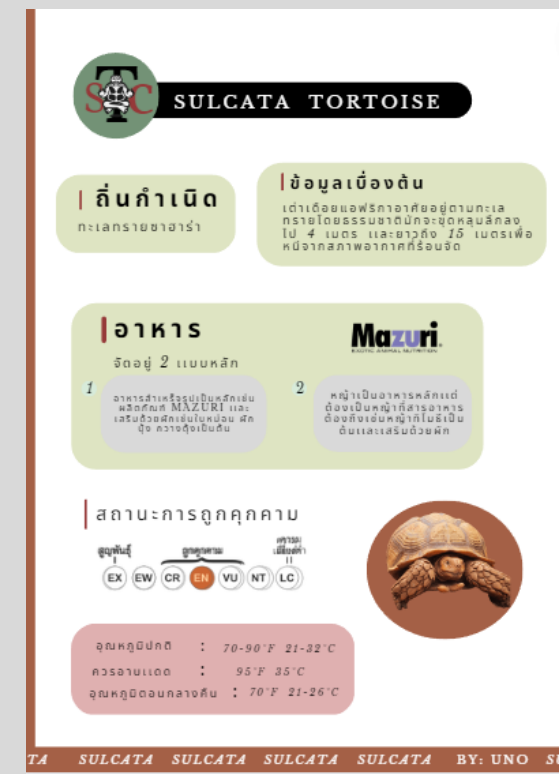 TSC
SULCATA TORTOISE
ถิ่นกำเนิด
ทะเลทรายซาฮาร่า
ข้อมูลเบื่องต้น
เต่าเดือยแอฟริกาอาศัยอยู่ตามทะเล
ทรายโดยธรรมชาติมักจะขุดหลุมลึกลง
ไป 4 เมตร และยาวถึง 15 เมตรเพื่อ
หนีจากสภาพอากาศที่ร้อนจัด
อาหาร
จัดอยู่ 2 แบบหลัก
Mazuri
EXOTIC ANIMAL NUTRITION
1
อาหารสำเหร็จรูปเป็นหลักเช่น
ผลิตภัณฑ์ MAZURI และ
เสริมด้วยผักเช่นใบหม่อน ผัก
บุ้ง กวางตุ้งเป็นต้น
2
หญ้าเป็นอาหารหลักแต่
ต้องเป็นหญ้าที่สารอาหาร
ต้องถึงเช่นหญ้าทิโมธีเป็น
ต้นและเสริมด้วยผัก
สถานะการถูกคุกคาม
สูญพันธุ์ ถูกคุกคาม
EX EW CR EN VU NT LC
อุณหภูมิปกติ : 70-90°F 21-32°C
ควรอาบแดด : 95°F 35°C
อุณหภูมิตอนกลางคืน : 70°F 21-26°C
TA SULCATA SULCATA SULCATA SULCATA BY: UNO